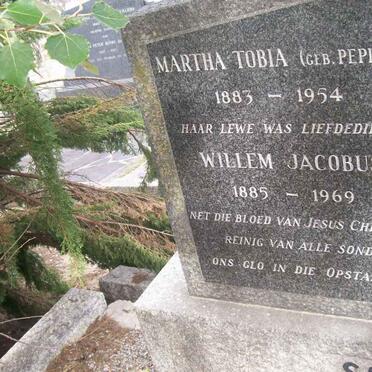 MARTHA TOBIA (GEB. PEP
1883 – 1954
HAAR LEWE WAS LIEFDEDI
WILLEM JACOBUS
1885 – 1969
NET DIE BLOED VAN JESUS CH
REINIG VAN ALLE SOND
ONS GLO IN DIE OPSTA